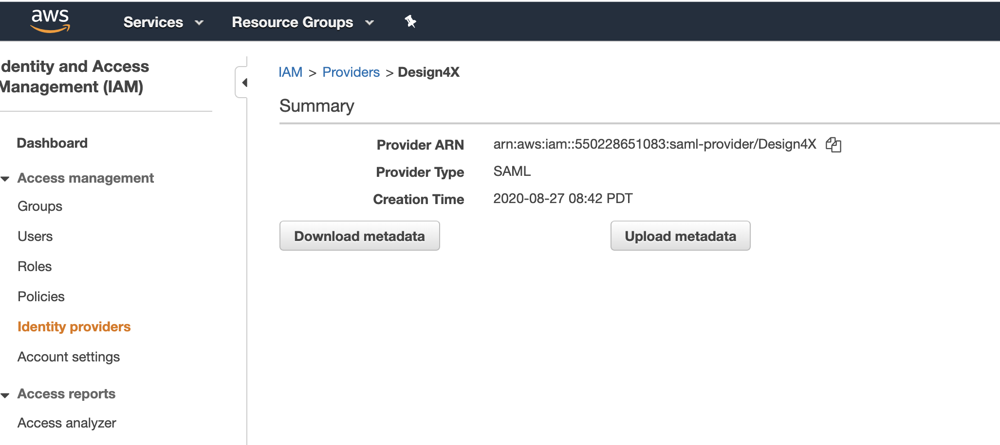 aws Services Resource Groups
dentity and Access
Management (IAM)
Dashboard
Access management
Groups
Users
Roles
Policies
Identity providers
Account settings
Access reports
Access analyzer
IAM > Providers > Design4X
Summary
Provider ARN arn:aws:iam::550228651083:saml-provider/Design4X
Provider Type SAML
Creation Time 2020-08-27 08:42 PDT
Download metadata Upload metadata